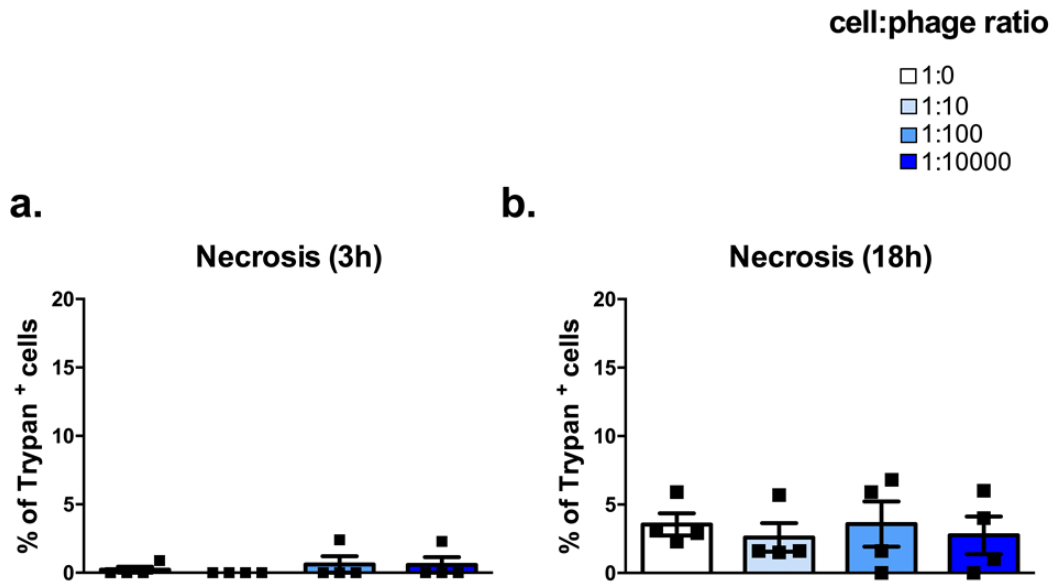 cell:phage ratio
1:0
1:10
1:100
1:10000
a.
Necrosis (3h)
% of Trypan + cells
20
15
10
5
0
b.
Necrosis (18h)
% of Trypan + cells
20
15
10
5
0